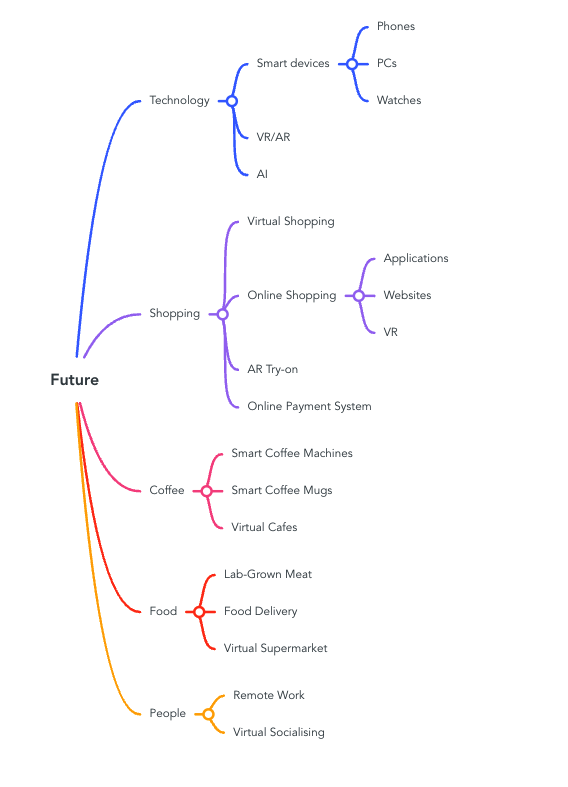 Future
Technology
Smart devices
Phones
PCs
Watches
VR/AR
AI
Shopping
Virtual Shopping
Online Shopping
Applications
Websites
VR
AR Try-on
Online Payment System
Coffee
Smart Coffee Machines
Smart Coffee Mugs
Virtual Cafes
Food
Lab-Grown Meat
Food Delivery
Virtual Supermarket
People
Remote Work
Virtual Socialising